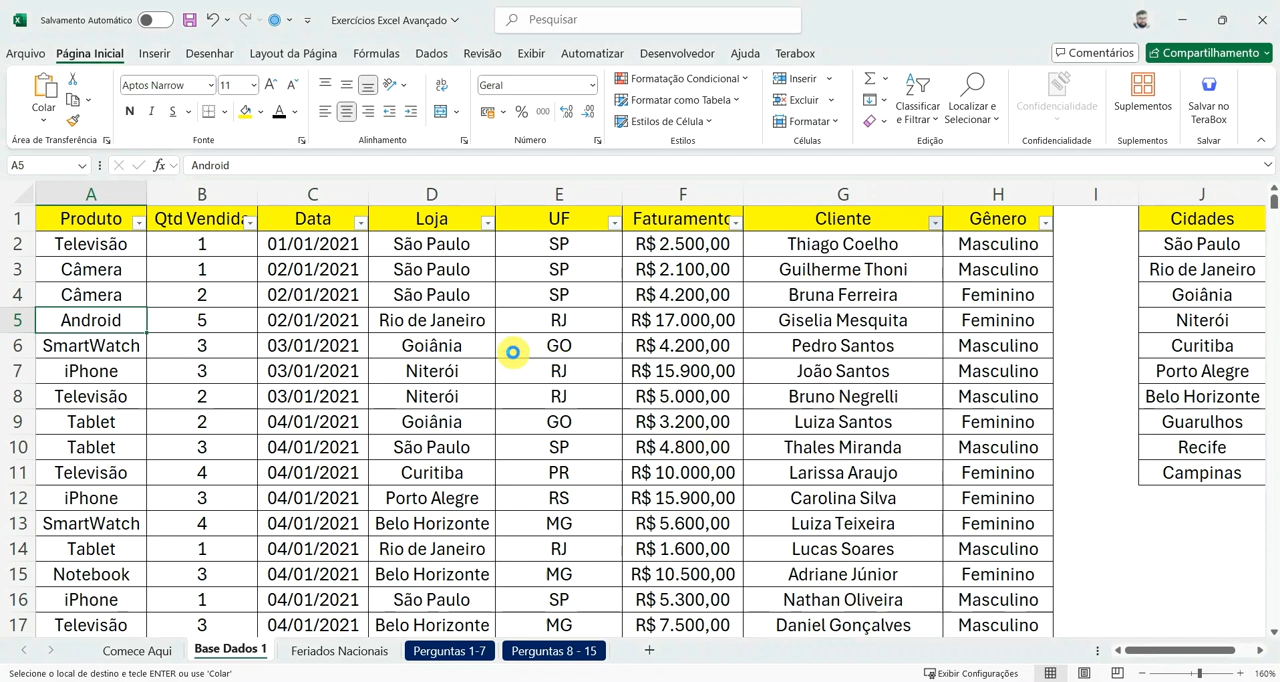 Salvamento Automático
Exercícios Excel Avançado
Pesquisar
Arquivo Página Inicial Inserir Desenhar Layout da Página Fórmulas Dados Revisão Exibir Automatizar Desenvolvedor Ajuda Terabox Comentários Compartilhamento
Colar
Aptos Narrow 11
N I S
Geral
% 000
Formatação Condicional
Formatar como Tabela
Estilos de Célula
Inserir
Excluir
Formatar
Classificar e Filtrar
Localizar e Selecionar
Confidencialidade
Suplementos
Salvar no TeraBox
Área de Transferência Fonte Alinhamento Número Estilos Células Edição Confidencialidade Suplementos Salvar
A5 fx Android
A B C D E F G H I J
1 Produto Qtd Vendida Data Loja UF Faturamento Cliente Gênero Cidades
2 Televisão 1 01/01/2021 São Paulo SP R$ 2.500,00 Thiago Coelho Masculino São Paulo
3 Câmera 1 02/01/2021 São Paulo SP R$ 2.100,00 Guilherme Thoni Masculino Rio de Janeiro
4 Câmera 2 02/01/2021 São Paulo SP R$ 4.200,00 Bruna Ferreira Feminino Goiânia
5 Android 5 02/01/2021 Rio de Janeiro RJ R$ 17.000,00 Giselia Mesquita Feminino Niterói
6 SmartWatch 3 03/01/2021 Goiânia GO R$ 4.200,00 Pedro Santos Masculino Curitiba
7 iPhone 3 03/01/2021 Niterói RJ R$ 15.900,00 João Santos Masculino Porto Alegre
8 Televisão 2 03/01/2021 Niterói RJ R$ 5.000,00 Bruno Negrelli Masculino Belo Horizonte
9 Tablet 2 04/01/2021 Goiânia GO R$ 3.200,00 Luiza Santos Feminino Guarulhos
10 Tablet 3 04/01/2021 São Paulo SP R$ 4.800,00 Thales Miranda Masculino Recife
11 Televisão 4 04/01/2021 Curitiba PR R$ 10.000,00 Larissa Araujo Feminino Campinas
12 iPhone 3 04/01/2021 Porto Alegre RS R$ 15.900,00 Carolina Silva Feminino
13 SmartWatch 4 04/01/2021 Belo Horizonte MG R$ 5.600,00 Luiza Teixeira Feminino
14 Tablet 1 04/01/2021 Rio de Janeiro RJ R$ 1.600,00 Lucas Soares Masculino
15 Notebook 3 04/01/2021 Belo Horizonte MG R$ 10.500,00 Adriane Júnior Feminino
16 iPhone 1 04/01/2021 São Paulo SP R$ 5.300,00 Nathan Oliveira Masculino
17 Televisão 3 04/01/2021 Belo Horizonte MG R$ 7.500,00 Daniel Gonçalves Masculino
Comece Aqui Base Dados 1 Feriados Nacionais Perguntas 1-7 Perguntas 8 - 15
Selecione o local de destino e tecle ENTER ou use 'Colar' Exibir Configurações 160%